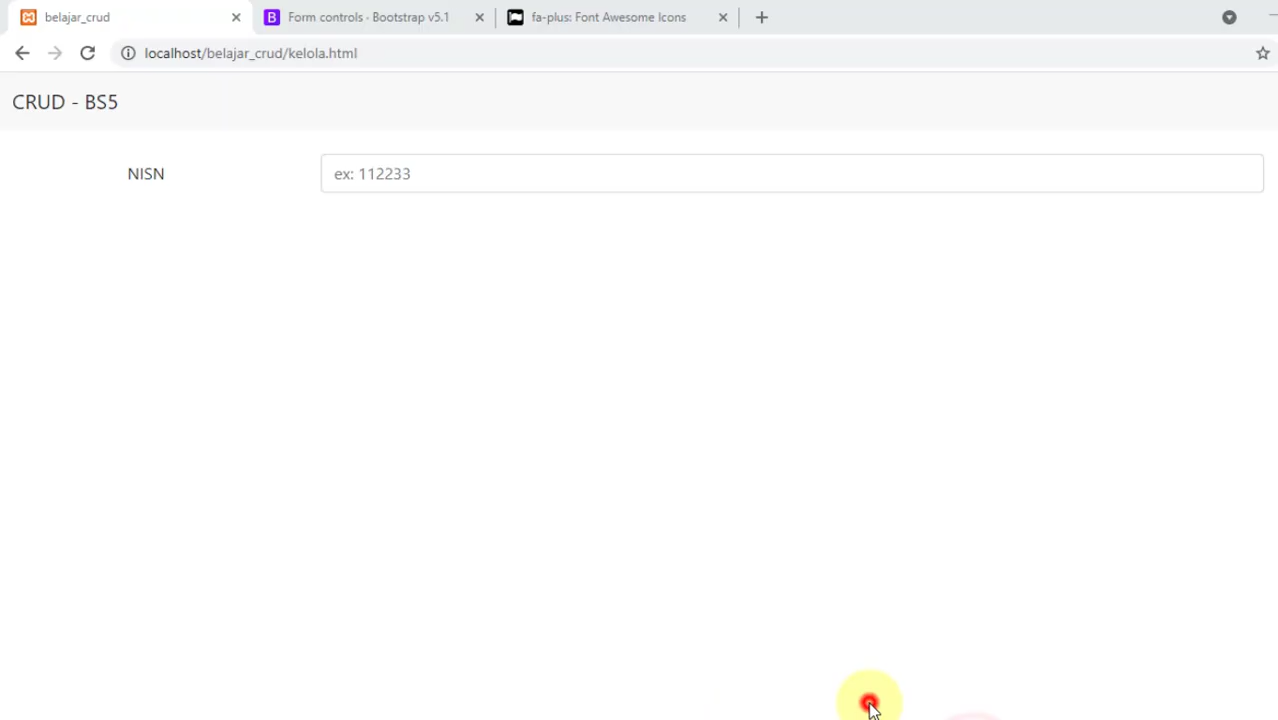 belajar_crud
Form controls · Bootstrap v5.1
fa-plus: Font Awesome Icons
localhost/belajar_crud/kelola.html
CRUD - BS5
NISN
ex: 112233